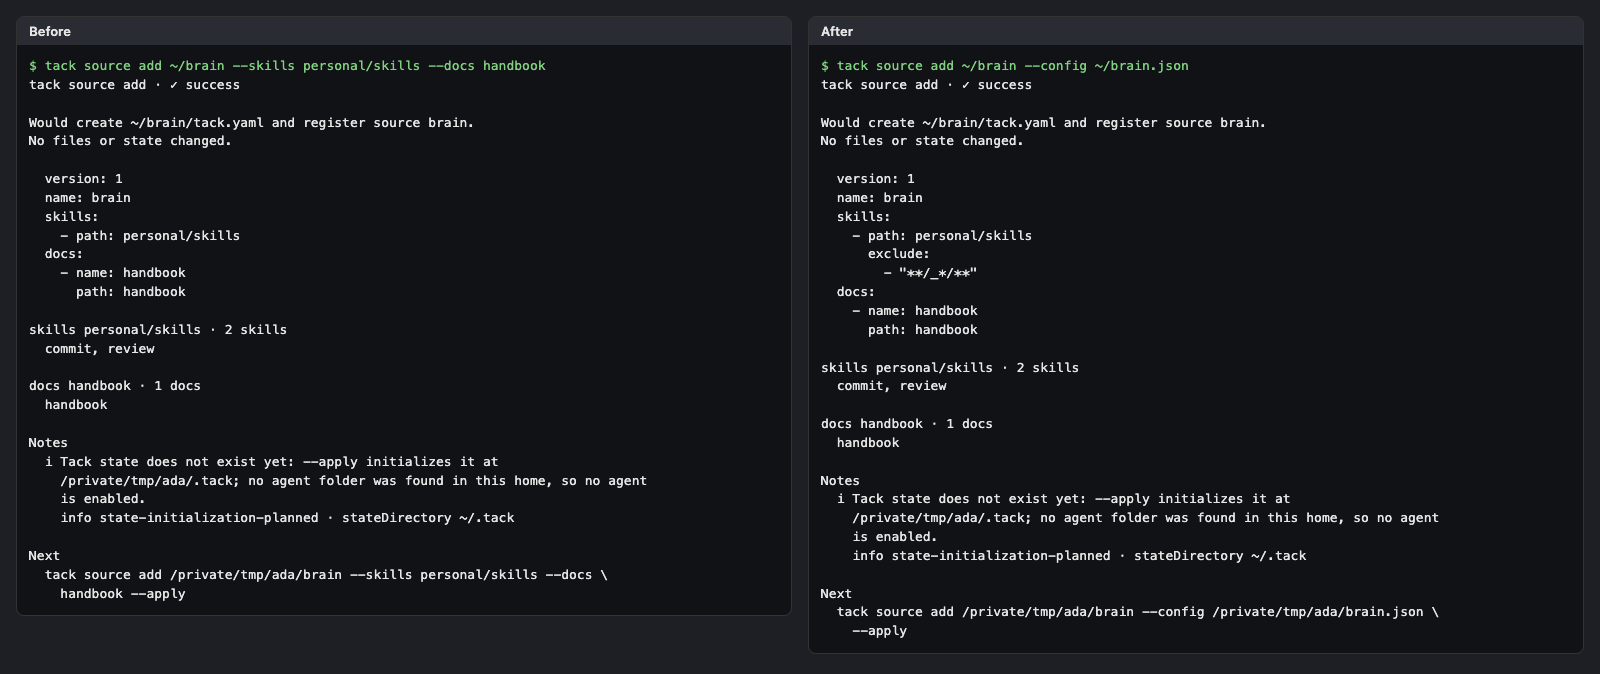 Before
$ tack source add ~/brain --skills personal/skills --docs handbook
tack source add · ✓ success
Would create ~/brain/tack.yaml and register source brain.
No files or state changed.
version: 1
name: brain
skills:
- path: personal/skills
docs:
- name: handbook
path: handbook
skills personal/skills · 2 skills
commit, review
docs handbook · 1 docs
handbook
Notes
i Tack state does not exist yet: --apply initializes it at
/private/tmp/ada/.tack; no agent folder was found in this home, so no agent
is enabled.
info state-initialization-planned · stateDirectory ~/.tack
Next
tack source add /private/tmp/ada/brain --skills personal/skills --docs \
handbook --apply
After
$ tack source add ~/brain --config ~/brain.json
tack source add · ✓ success
Would create ~/brain/tack.yaml and register source brain.
No files or state changed.
version: 1
name: brain
skills:
- path: personal/skills
exclude:
- "**/_*/**"
docs:
- name: handbook
path: handbook
skills personal/skills · 2 skills
commit, review
docs handbook · 1 docs
handbook
Notes
i Tack state does not exist yet: --apply initializes it at
/private/tmp/ada/.tack; no agent folder was found in this home, so no agent
is enabled.
info state-initialization-planned · stateDirectory ~/.tack
Next
tack source add /private/tmp/ada/brain --config /private/tmp/ada/brain.json \
--apply